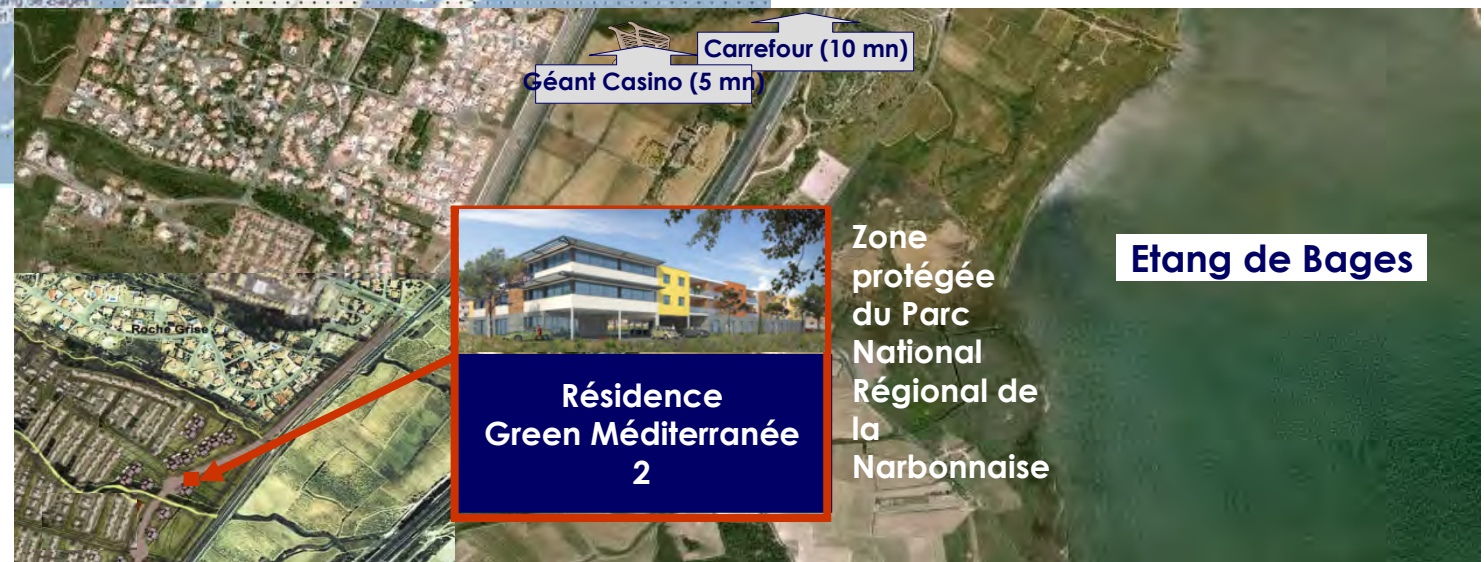 Carrefour (10 mn)
Géant Casino (5 mn)
Zone
protégée
du Parc
National
Régional de
la
Narbonnaise
Etang de Bages
Roche Grise
Résidence
Green Méditerranée
2